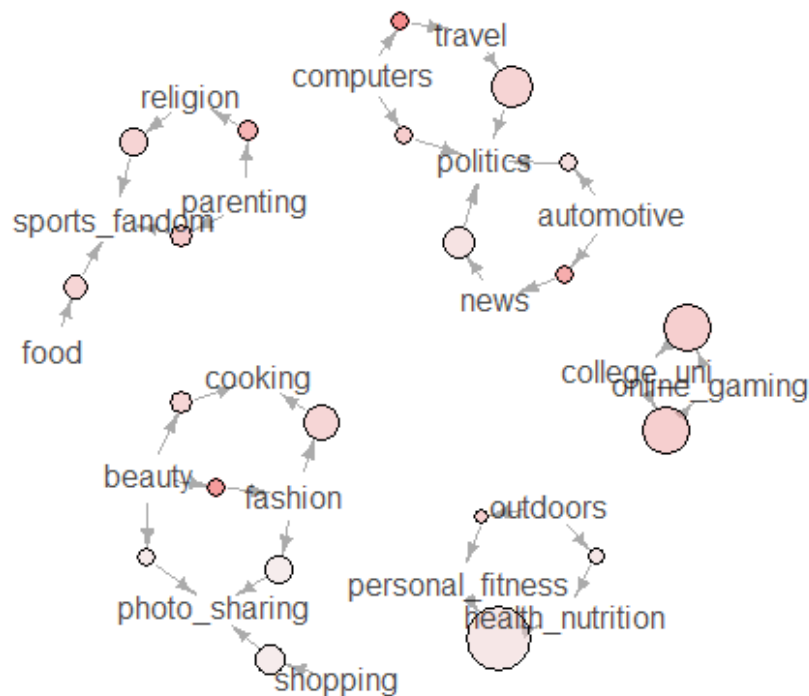 travel
computers
religion
politics
parenting
sports_fandom
automotive
news
food
cooking
college_uni
online_gaming
beauty
fashion
outdoors
personal_fitness
photo_sharing
health_nutrition
shopping